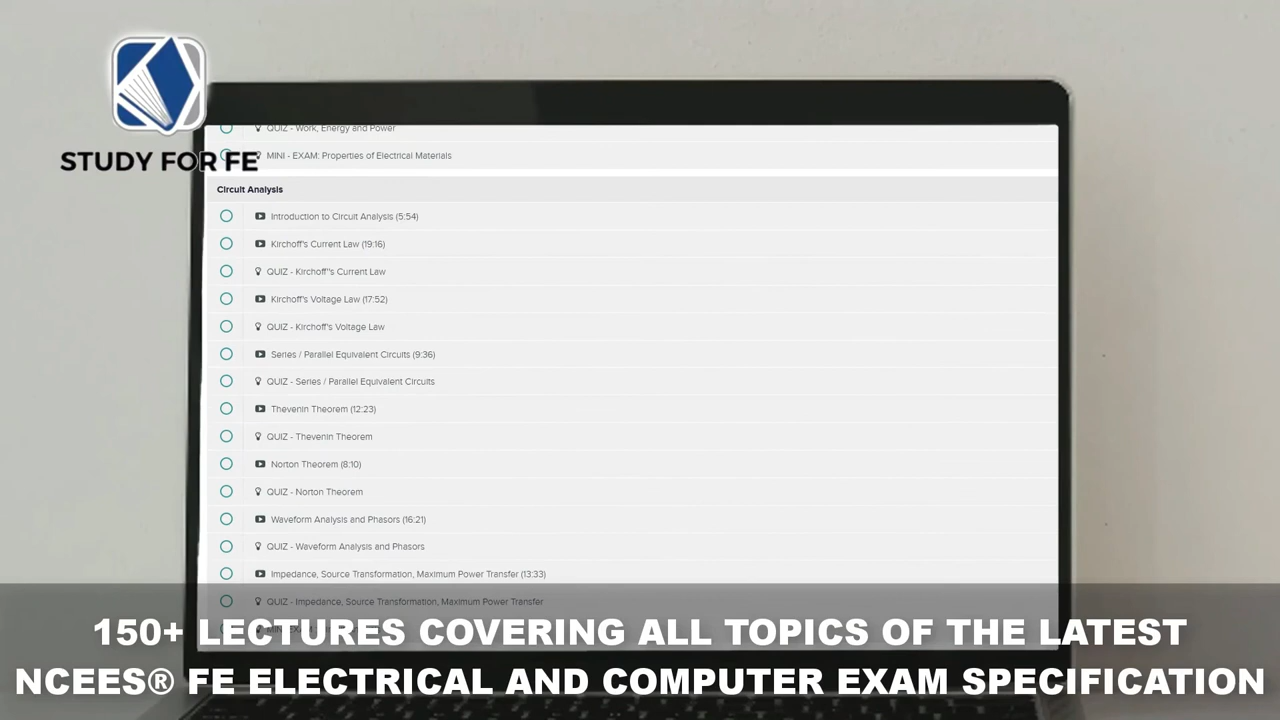 STUDY FOR FE
QUIZ - Work, Energy and Power
MINI - EXAM: Properties of Electrical Materials
Circuit Analysis
Introduction to Circuit Analysis (5:54)
Kirchoff's Current Law (19:16)
QUIZ - Kirchoff''s Current Law
Kirchoff's Voltage Law (17:52)
QUIZ - Kirchoff's Voltage Law
Series / Parallel Equivalent Circuits (9:36)
QUIZ - Series / Parallel Equivalent Circuits
Thevenin Theorem (12:23)
QUIZ - Thevenin Theorem
Norton Theorem (8:10)
QUIZ - Norton Theorem
Waveform Analysis and Phasors (16:21)
QUIZ - Waveform Analysis and Phasors
Impedance, Source Transformation, Maximum Power Transfer (13:33)
QUIZ - Impedance, Source Transformation, Maximum Power Transfer
150+ LECTURES COVERING ALL TOPICS OF THE LATEST
NCEES® FE ELECTRICAL AND COMPUTER EXAM SPECIFICATION